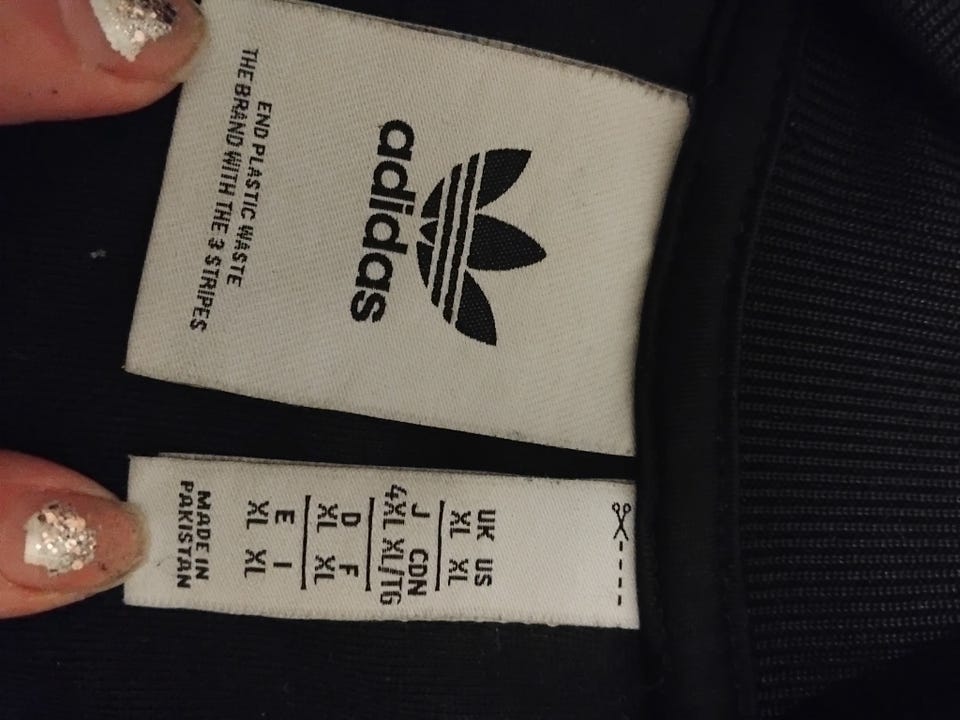 adidas
END PLASTIC WASTE
THE BRAND WITH THE 3 STRIPES
UK US
XL XL
J CDN
4XL XL/TG
D F
XL XL
E I
XL XL
MADE IN
PAKISTAN